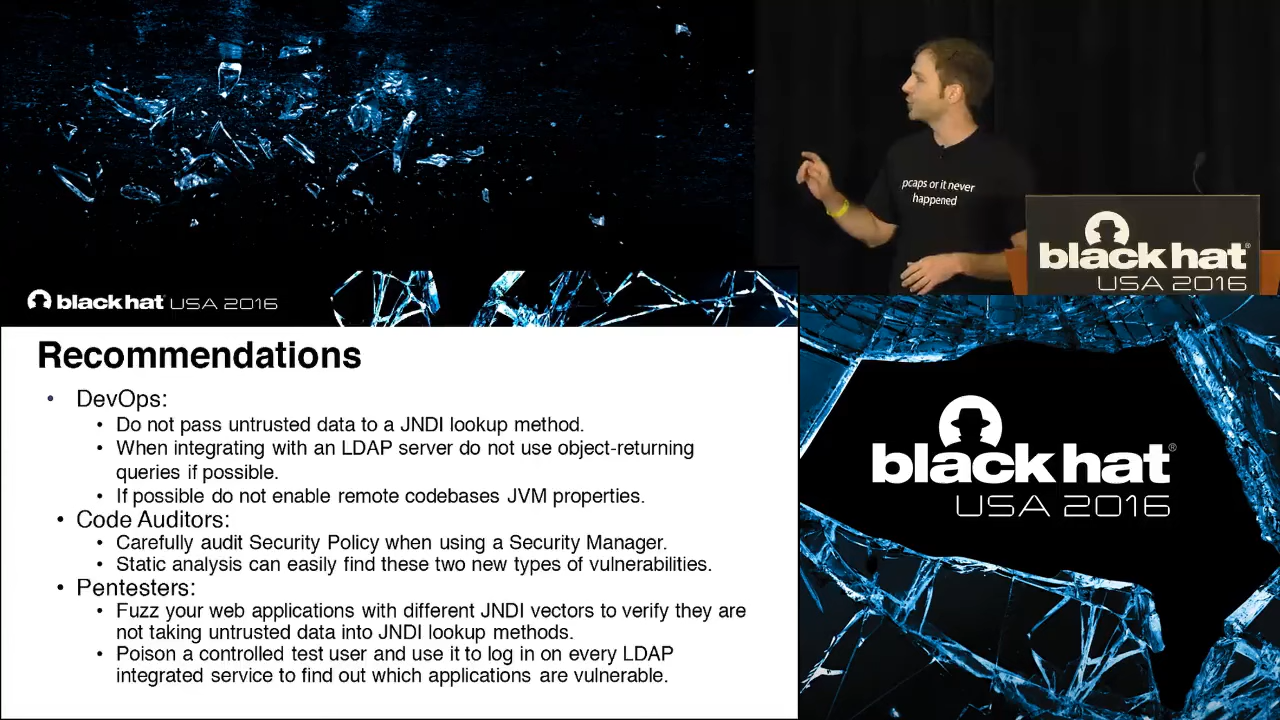 pcaps or it never
happened
black hat®
USA 2016
black hat USA 2016
Recommendations
• DevOps:
• Do not pass untrusted data to a JNDI lookup method.
• When integrating with an LDAP server do not use object-returning
queries if possible.
• If possible do not enable remote codebases JVM properties.
• Code Auditors:
• Carefully audit Security Policy when using a Security Manager.
• Static analysis can easily find these two new types of vulnerabilities.
• Pentesters:
• Fuzz your web applications with different JNDI vectors to verify they are
not taking untrusted data into JNDI lookup methods.
• Poison a controlled test user and use it to log in on every LDAP
integrated service to find out which applications are vulnerable.
black hat®
USA 2016